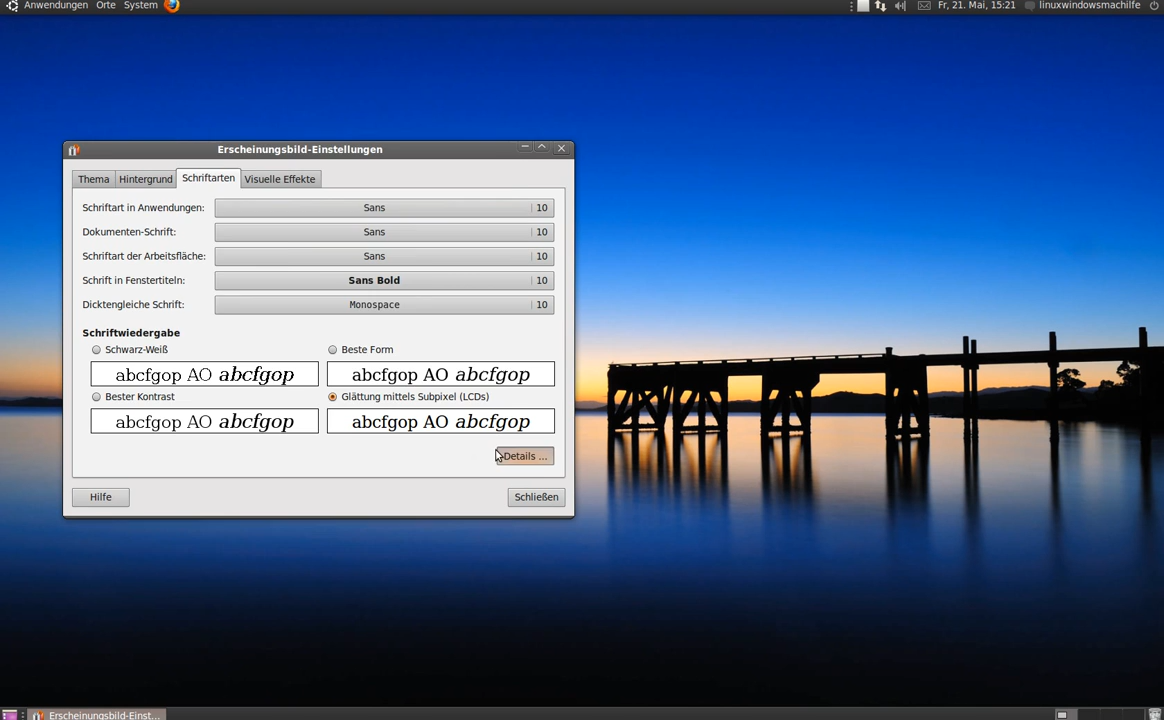 Anwendungen Orte System Fr, 21. Mai, 15:21 linuxwindowsmachilfe
Erscheinungsbild-Einstellungen
Thema Hintergrund Schriftarten Visuelle Effekte
Schriftart in Anwendungen: Sans 10
Dokumenten-Schrift: Sans 10
Schriftart der Arbeitsfläche: Sans 10
Schrift in Fenstertiteln: Sans Bold 10
Dicktengleiche Schrift: Monospace 10
Schriftwiedergabe
Schwarz-Weiß Beste Form
abcfgop AO abcfgop abcfgop AO abcfgop
Bester Kontrast Glättung mittels Subpixel (LCDs)
abcfgop AO abcfgop abcfgop AO abcfgop
Details ...
Hilfe Schließen
Erscheinungsbild-Einst...